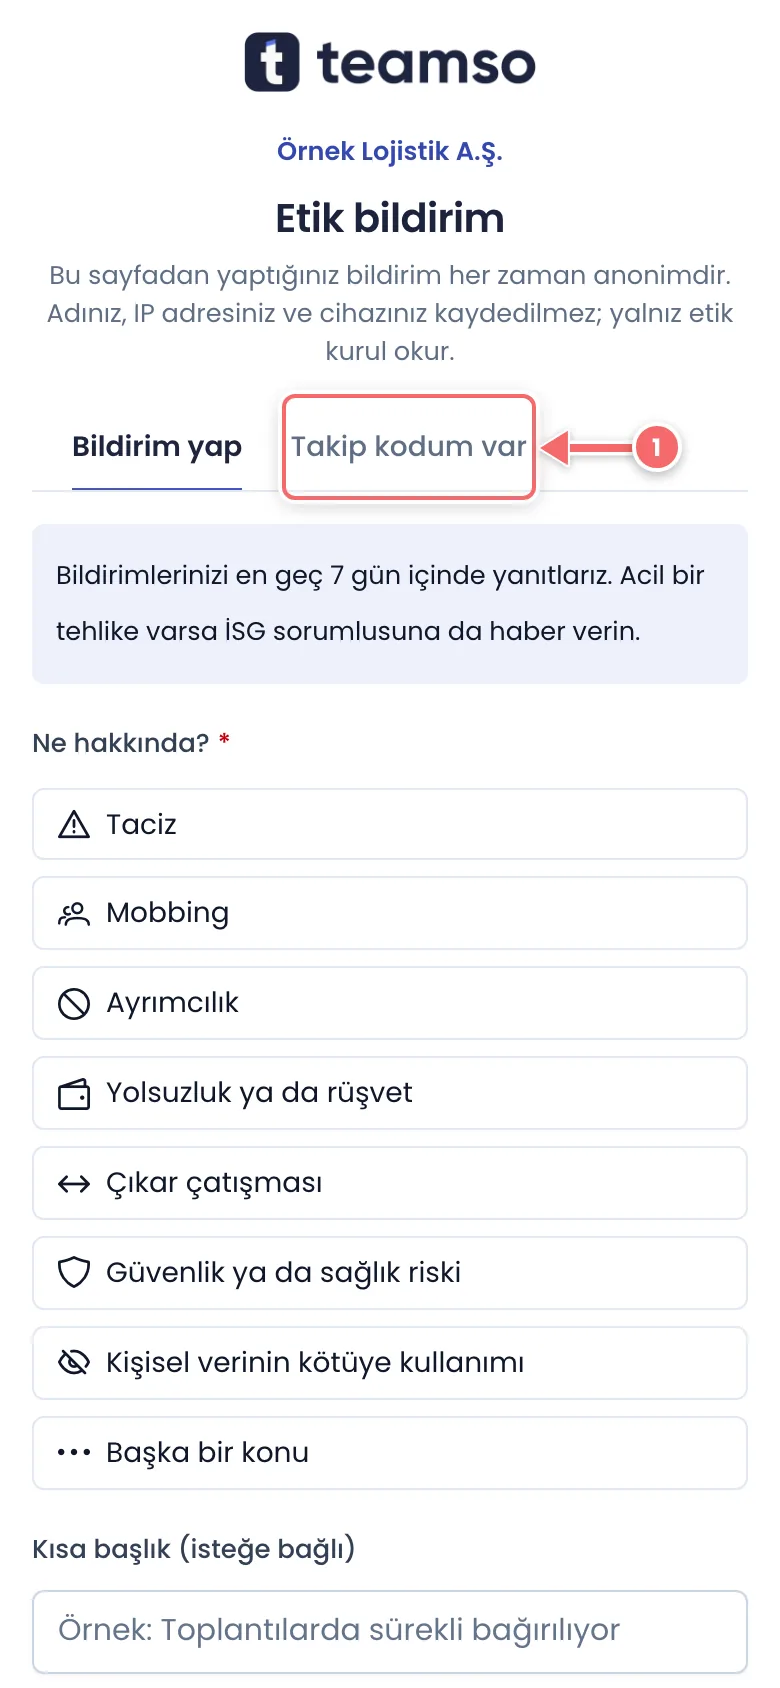 teamso
Örnek Lojistik A.Ş.
Etik bildirim
Bu sayfadan yaptığınız bildirim her zaman anonimdir.
Adınız, IP adresiniz ve cihazınız kaydedilmez; yalnız etik
kurul okur.
Bildirim yap
Takip kodum var
1
Bildirimlerinizi en geç 7 gün içinde yanıtlarız. Acil bir
tehlike varsa İSG sorumlusuna da haber verin.
Ne hakkında? *
Taciz
Mobbing
Ayrımcılık
Yolsuzluk ya da rüşvet
Çıkar çatışması
Güvenlik ya da sağlık riski
Kişisel verinin kötüye kullanımı
Başka bir konu
Kısa başlık (isteğe bağlı)
Örnek: Toplantılarda sürekli bağırılıyor